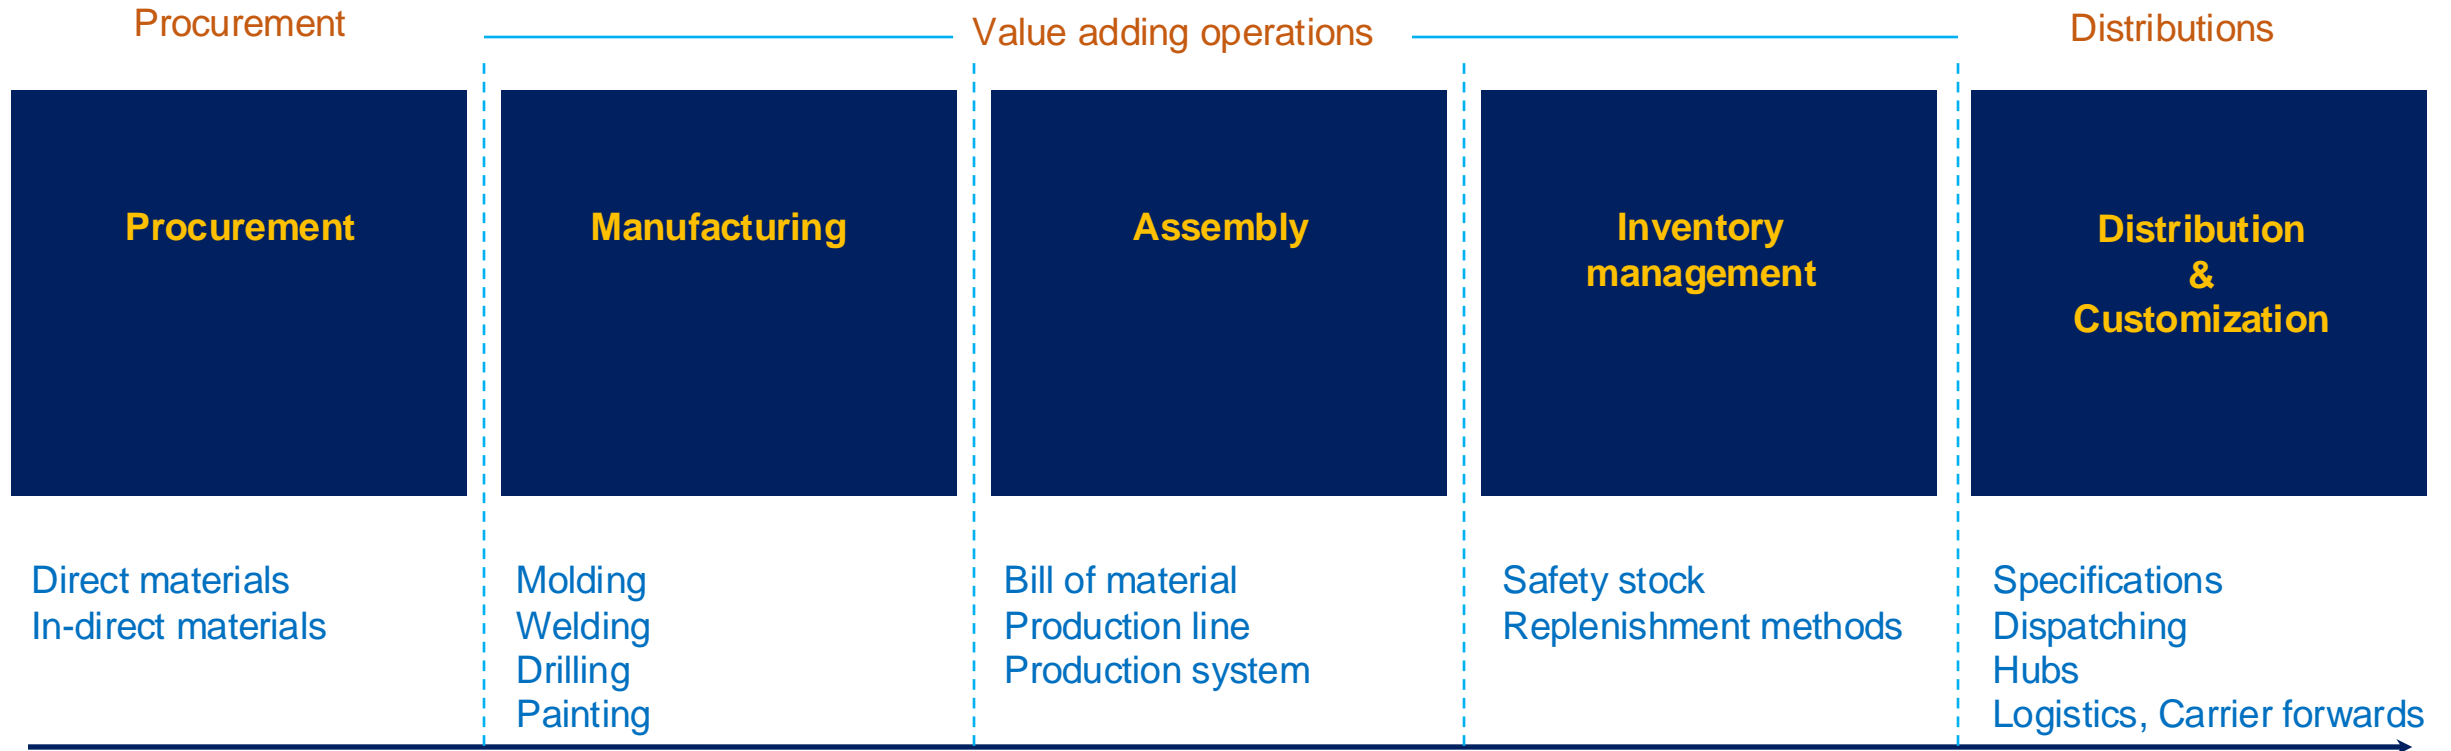 Procurement
Value adding operations
Distributions
Procurement
Manufacturing
Assembly
Inventory
management
Distribution
&
Customization
Direct materials
In-direct materials
Molding
Welding
Drilling
Painting
Bill of material
Production line
Production system
Safety stock
Replenishment methods
Specifications
Dispatching
Hubs
Logistics, Carrier forwards